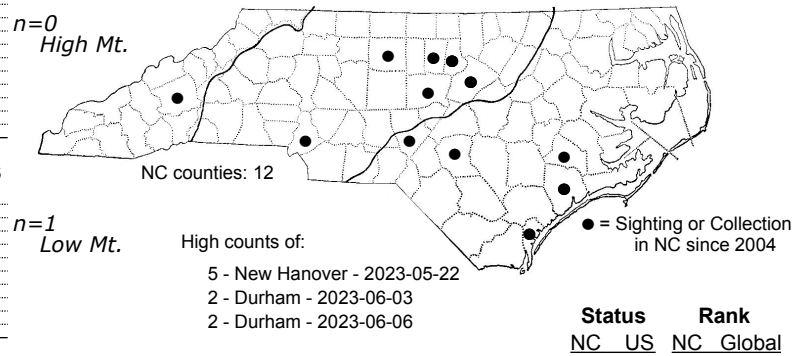 n=0
High Mt.
NC counties: 12
n=1
Low Mt.
High counts of:
5 - New Hanover - 2023-05-22
2 - Durham - 2023-06-03
2 - Durham - 2023-06-06
● = Sighting or Collection
in NC since 2004
Status Rank
NC US NC Global